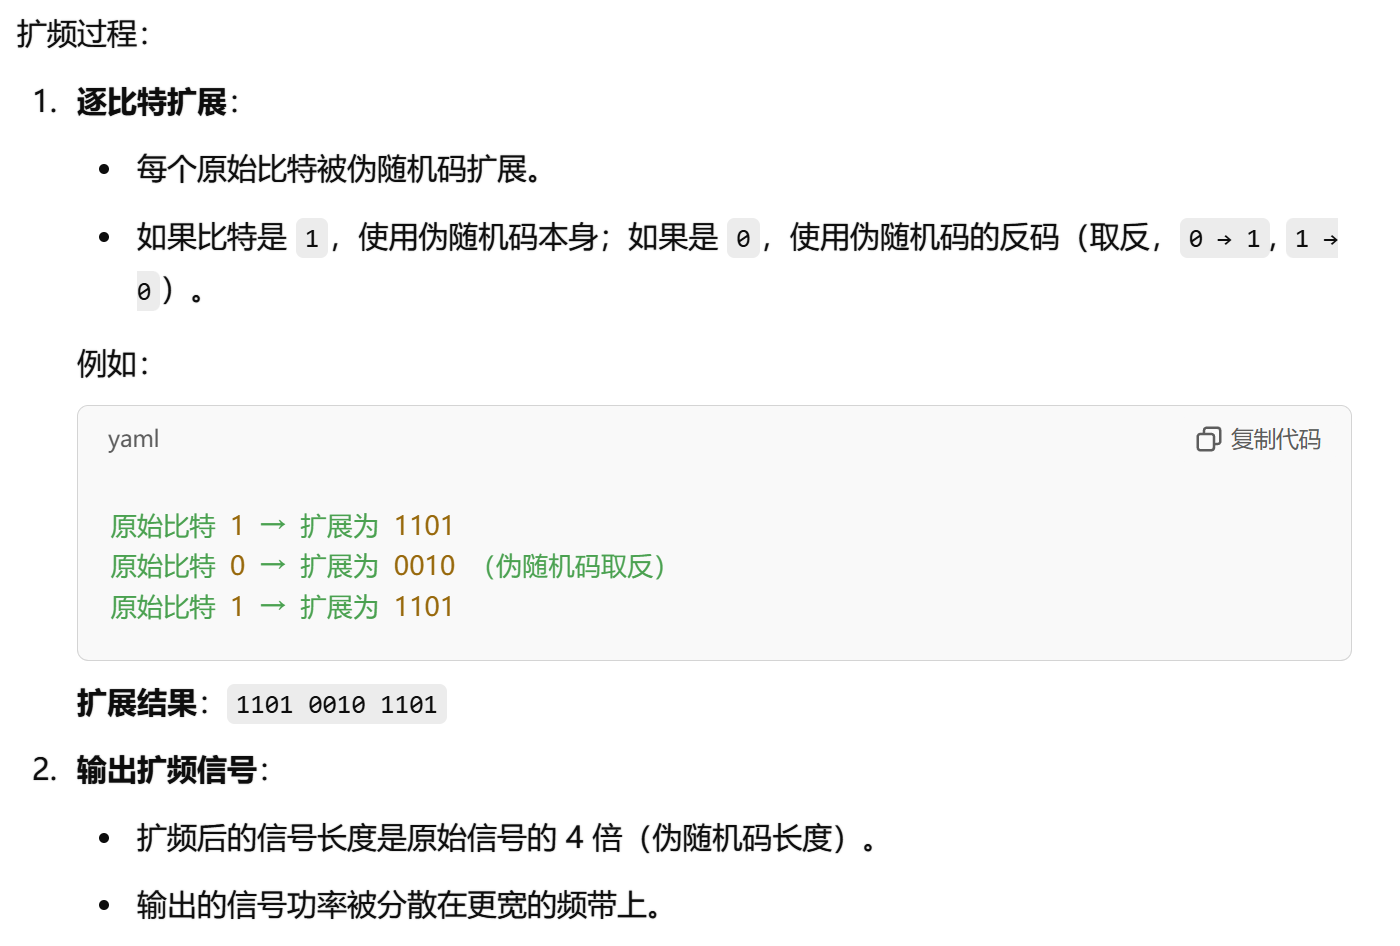 扩频过程：
1. 逐比特扩展：
• 每个原始比特被伪随机码扩展。
• 如果比特是 1，使用伪随机码本身；如果是 0，使用伪随机码的反码（取反，0 → 1, 1 →
0）。
例如：
yaml 复制代码
原始比特 1 → 扩展为 1101
原始比特 0 → 扩展为 0010 （伪随机码取反）
原始比特 1 → 扩展为 1101
扩展结果：1101 0010 1101
2. 输出扩频信号：
• 扩频后的信号长度是原始信号的 4 倍（伪随机码长度）。
• 输出的信号功率被分散在更宽的频带上。